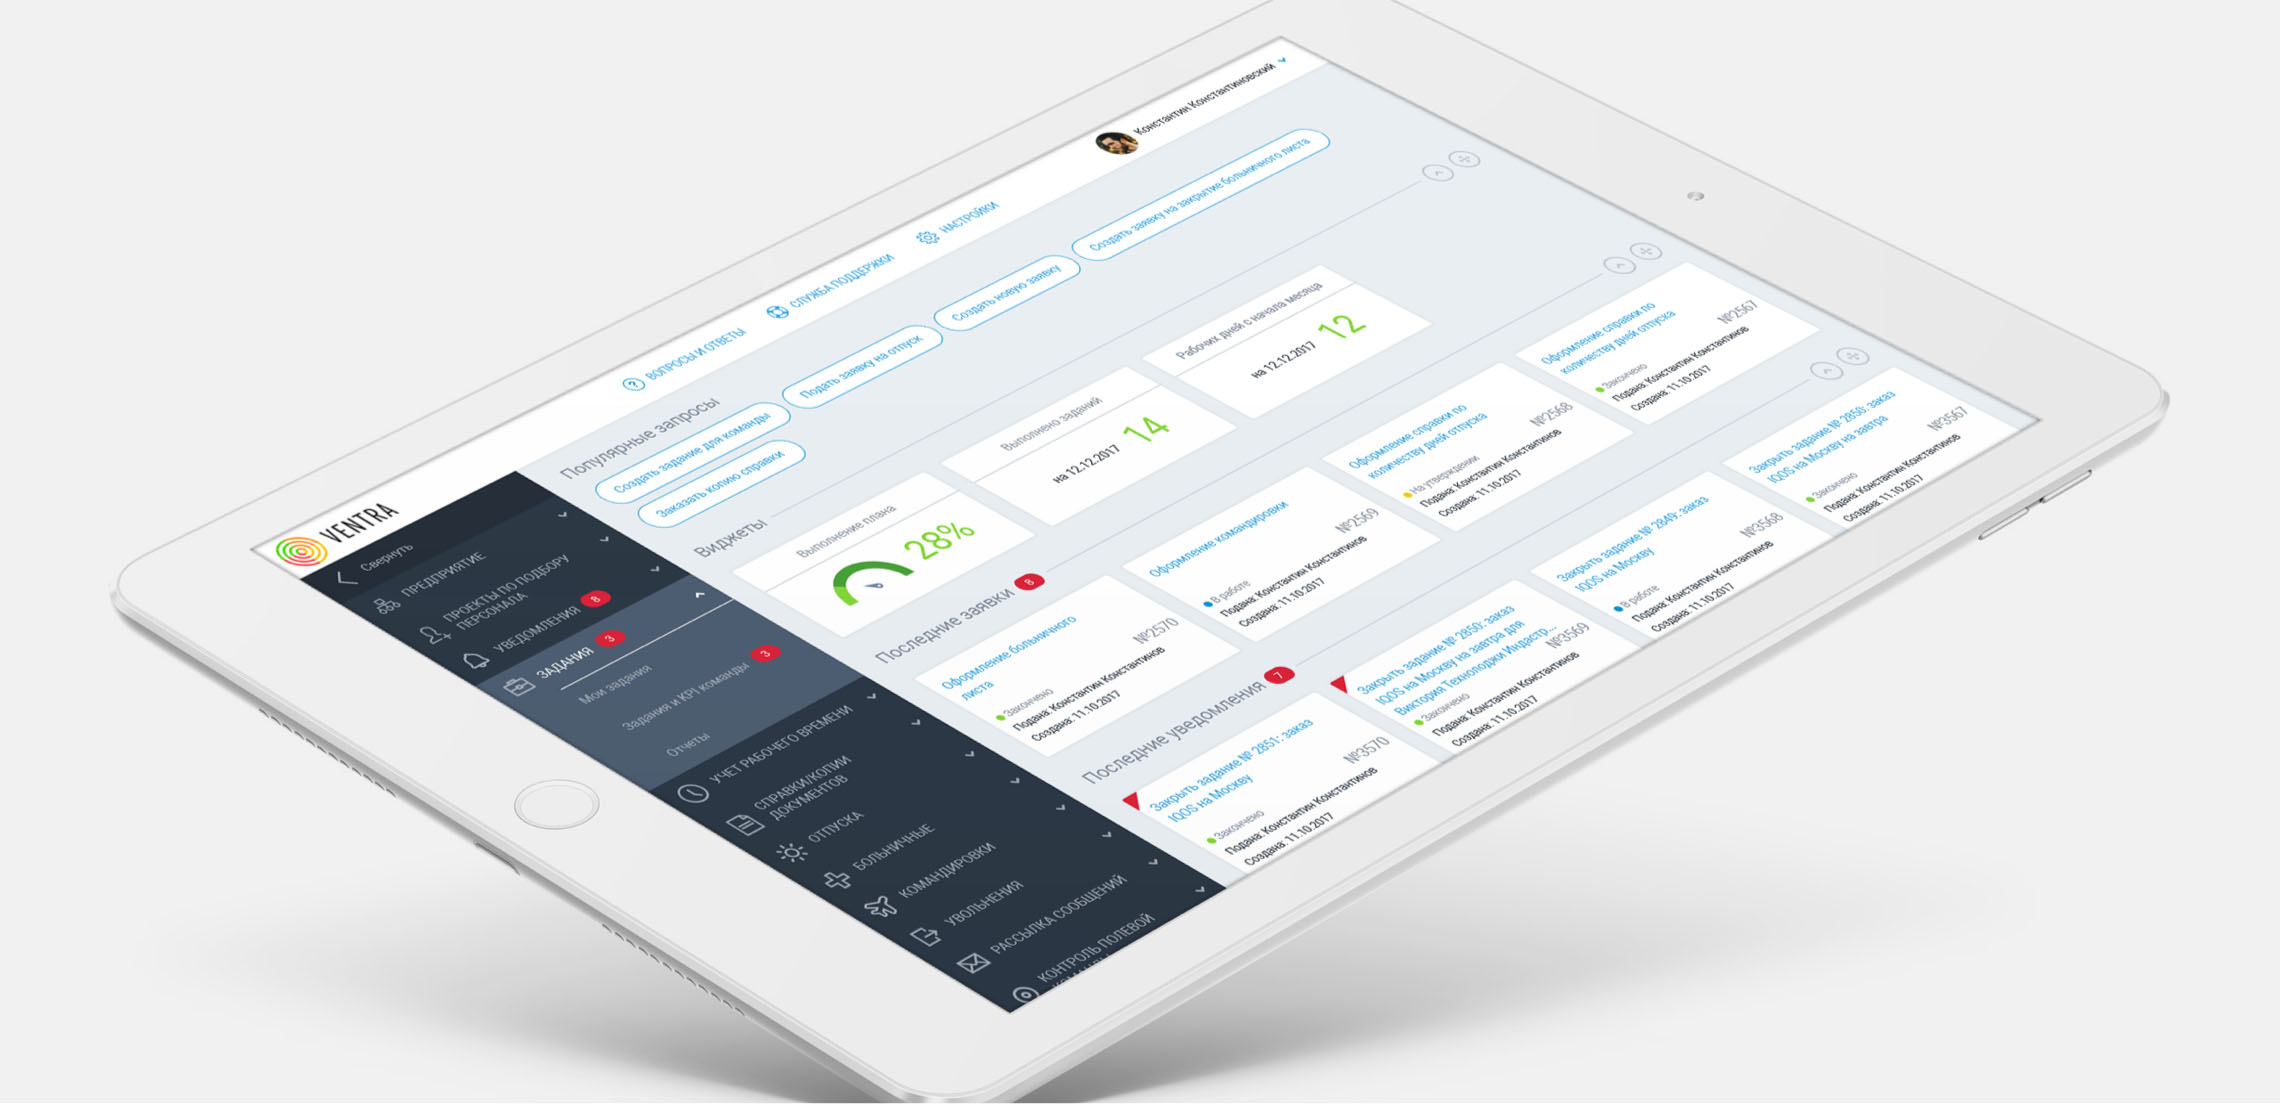 VENTRA
ВОПРОСЫ И ОТВЕТЫ
СЛУЖБА ПОДДЕРЖКИ
НАСТРОЙКИ
Константин Константиновский
Свернуть
ПРЕДПРИЯТИЕ
ПРОЕКТЫ ПО ПОДБОРУ
ПЕРСОНАЛА
УВЕДОМЛЕНИЯ 8
ЗАДАНИЯ 3
Мои задания
Задания и KPI команды 3
Отчеты
УЧЕТ РАБОЧЕГО ВРЕМЕНИ
СПРАВКИ/КОПИИ
ДОКУМЕНТОВ
ОТПУСКА
БОЛЬНИЧНЫЕ
КОМАНДИРОВКИ
УВОЛЬНЕНИЯ
РАССЫЛКА СООБЩЕНИЙ
КОНТРОЛЬ ПОЛЕВОЙ
Популярные запросы
Создать задание для команды
Подать заявку на отпуск
Создать новую заявку
Создать заявку на закрытие больничного листа
Заказать копию справки
Виджеты
Выполнение плана
28%
Выполнено заданий
на 12.12.2017 14
Рабочих дней с начала месяца
на 12.12.2017 12
Последние заявки 8
Оформление больничного
листа
№2570
Закончено
Подана: Константин Константинов
Создана: 11.10.2017
Оформление командировки
№2569
В работе
Подана: Константин Константинов
Создана: 11.10.2017
Оформление справки по
количеству дней отпуска
№2568
На утверждении
Подана: Константин Константинов
Создана: 11.10.2017
Оформление справки по
количеству дней отпуска
№2567
Закончено
Подана: Константин Константинов
Создана: 11.10.2017
Последние уведомления 7
Закрыть задание № 2851: заказ
IQOS на Москву
№3570
Закончено
Подана: Константин Константинов
Создана: 11.10.2017
Закрыть задание № 2850: заказ
IQOS на Москву на завтра для
Виктория Технолоджи Индастр...
№3569
Закончено
Подана: Константин Константинов
Создана: 11.10.2017
Закрыть задание № 2849: заказ
IQOS на Москву
№3568
В работе
Подана: Константин Константинов
Создана: 11.10.2017
Закрыть задание № 2850: заказ
IQOS на Москву на завтра
№3567
Закончено
Подана: Константин Константинов
Создана: 11.10.2017